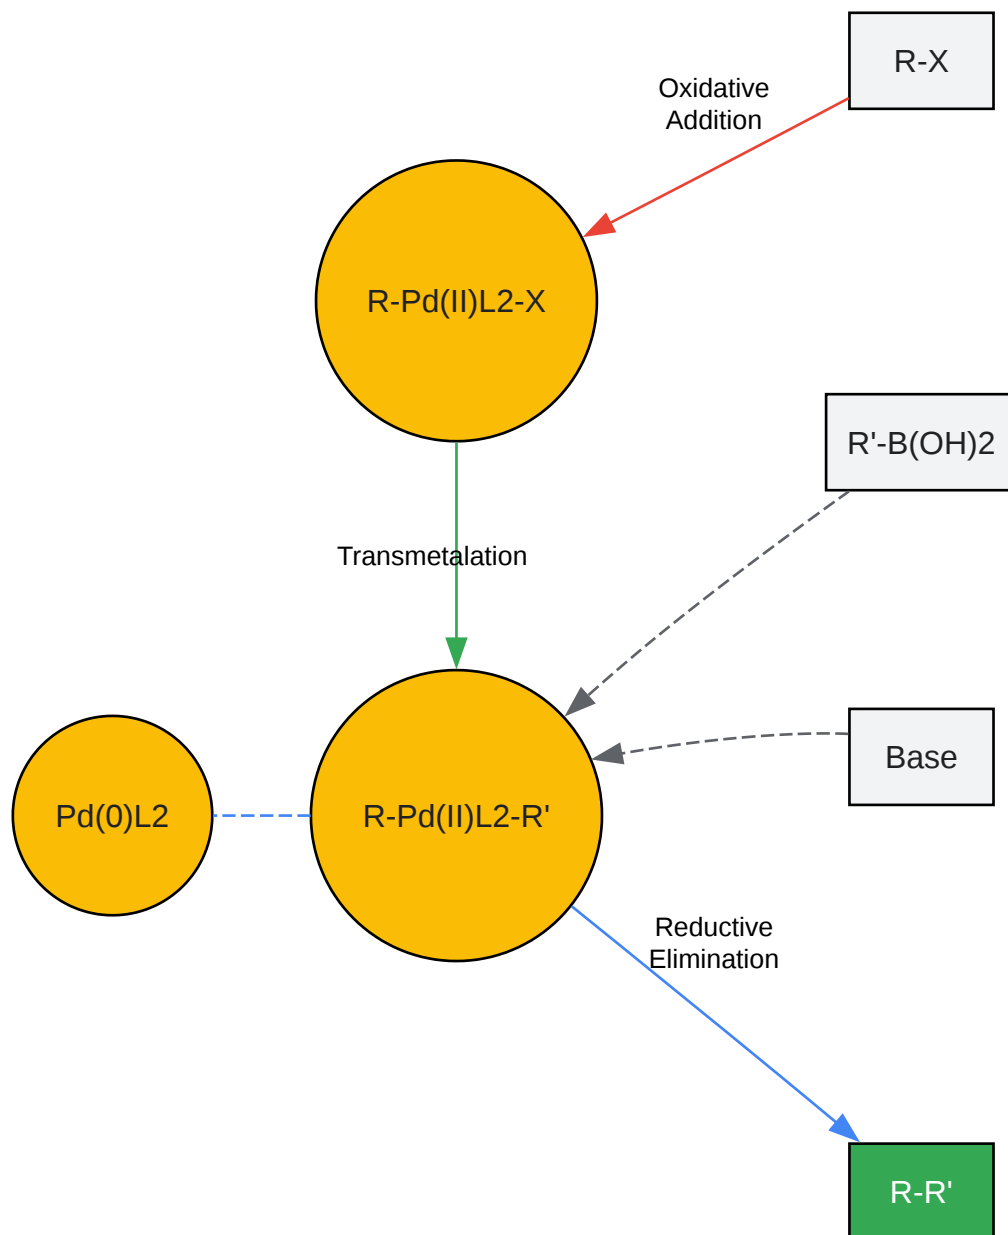 R-X
Oxidative
Addition
R-Pd(II)L2-X
R'-B(OH)2
Transmetalation
Base
Pd(0)L2
R-Pd(II)L2-R'
Reductive
Elimination
R-R'